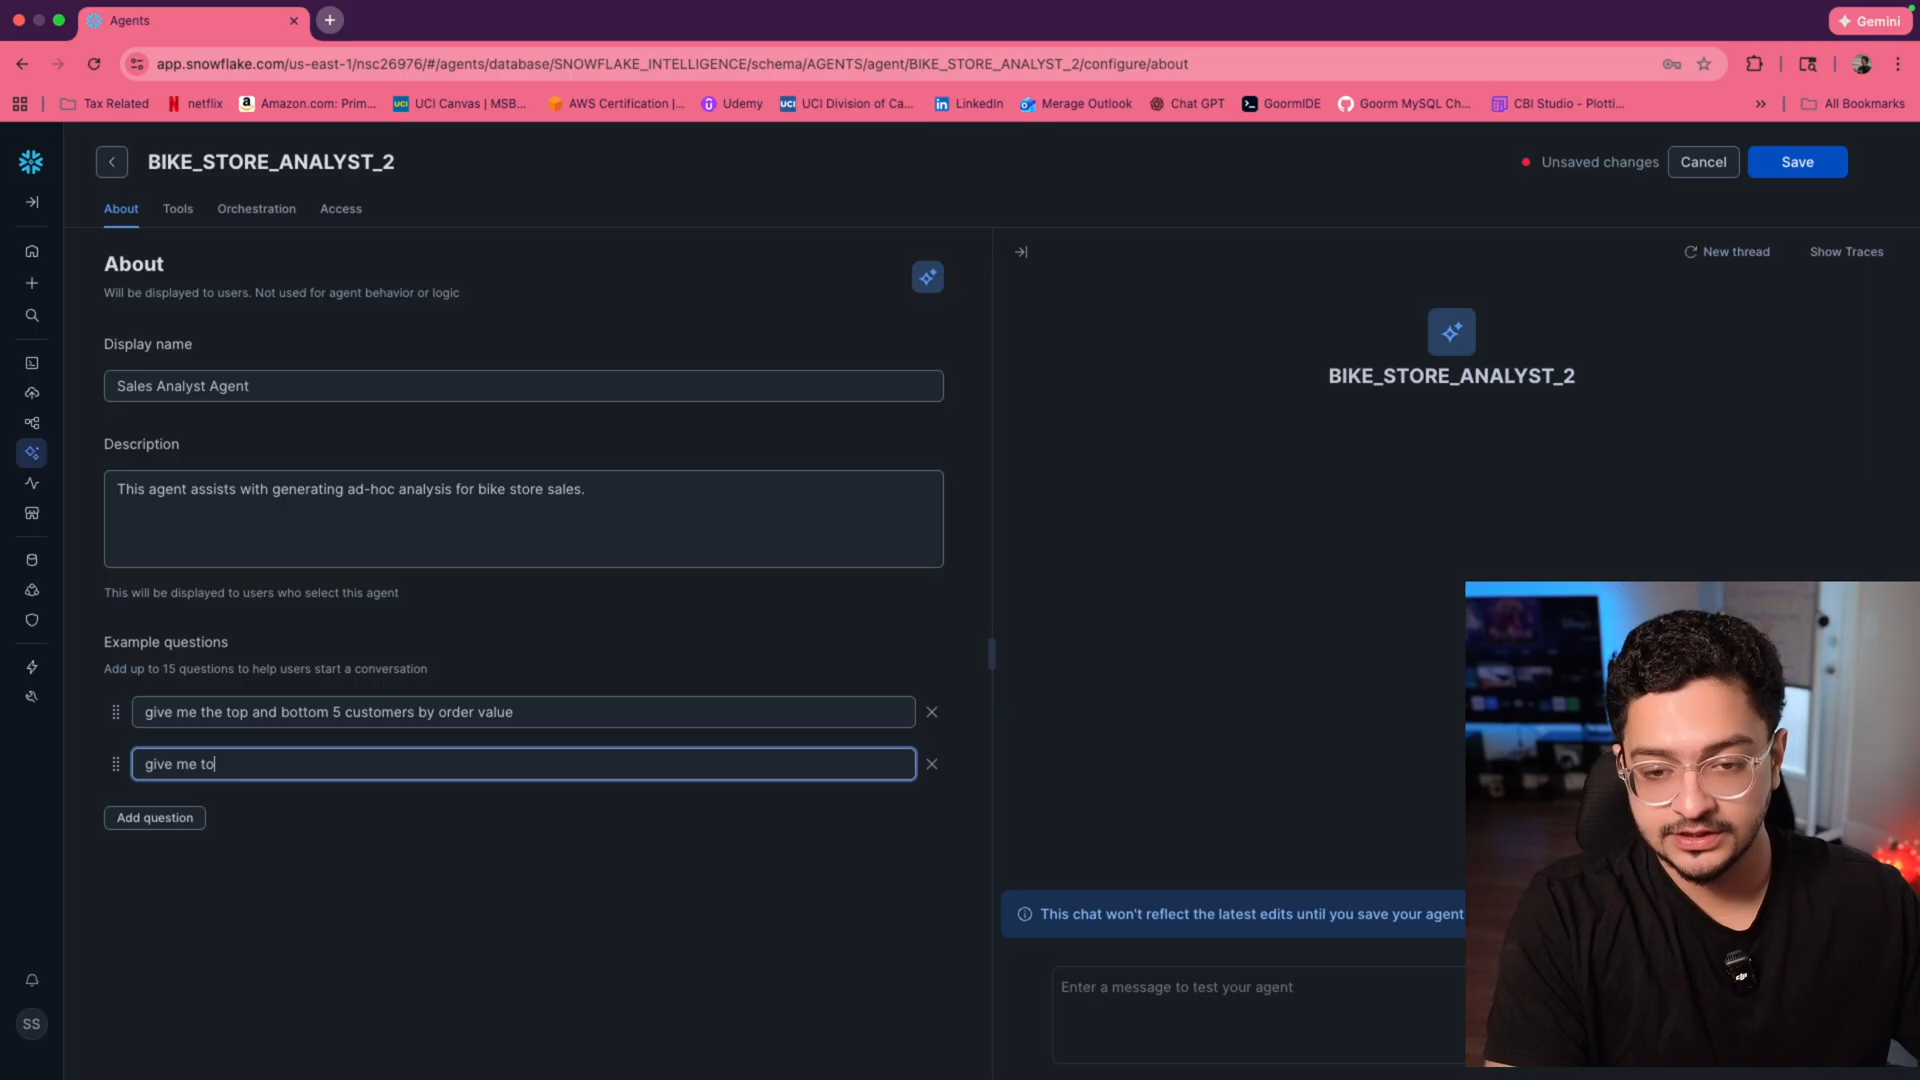 Agents
Gemini
app.snowflake.com/us-east-1/nsc26976/#/agents/database/SNOWFLAKE_INTELLIGENCE/schema/AGENTS/agent/BIKE_STORE_ANALYST_2/configure/about
Tax Related
netflix
Amazon.com: Prim...
UCI Canvas | MSB...
AWS Certification |...
Udemy
UCI Division of Ca...
LinkedIn
Merage Outlook
Chat GPT
GoormIDE
Goorm MySQL Ch...
CBI Studio - Plotti...
All Bookmarks
BIKE_STORE_ANALYST_2
Unsaved changes
Cancel
Save
About
Tools
Orchestration
Access
About
Will be displayed to users. Not used for agent behavior or logic
New thread
Show Traces
Display name
Sales Analyst Agent
BIKE_STORE_ANALYST_2
Description
This agent assists with generating ad-hoc analysis for bike store sales.
This will be displayed to users who select this agent
Example questions
Add up to 15 questions to help users start a conversation
give me the top and bottom 5 customers by order value
give me to
Add question
This chat won't reflect the latest edits until you save your agent
Enter a message to test your agent
SS
dji